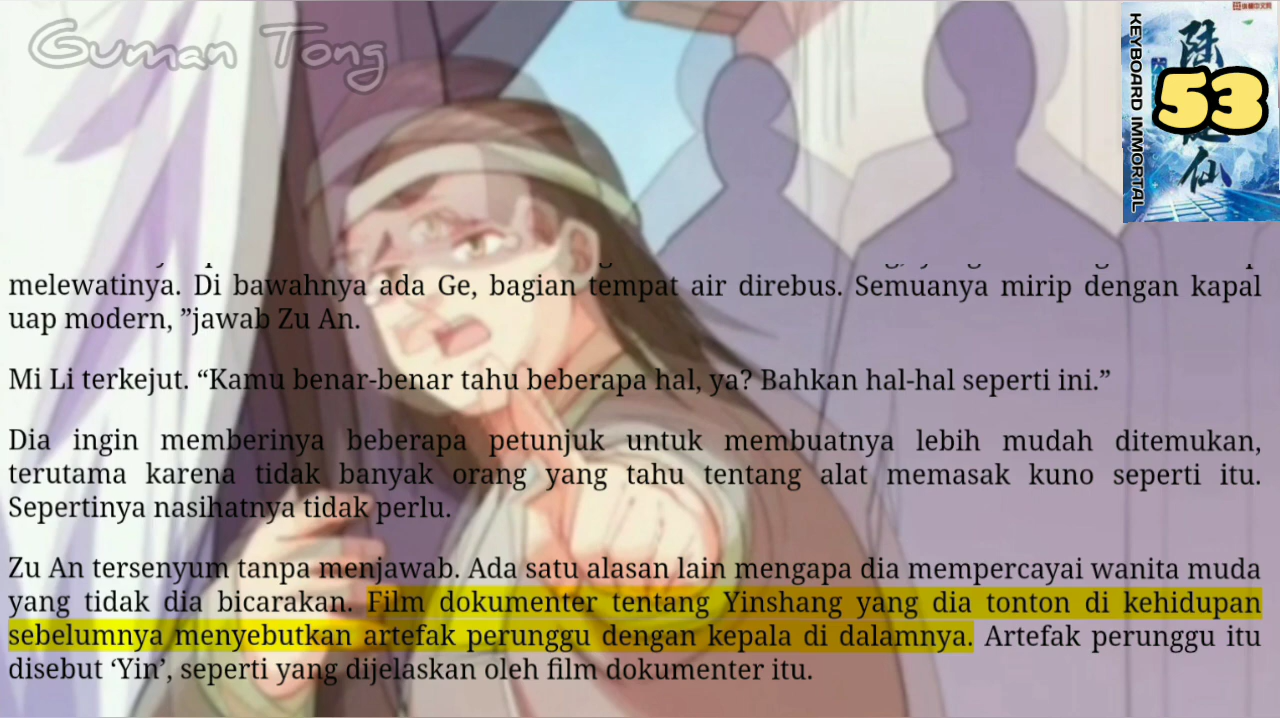 Guman Tong
KEYBOARD IMMORTAL
53
仙
melewatinya. Di bawahnya ada Ge, bagian tempat air direbus. Semuanya mirip dengan kapal
uap modern, ”jawab Zu An.
Mi Li terkejut. “Kamu benar-benar tahu beberapa hal, ya? Bahkan hal-hal seperti ini.”
Dia ingin memberinya beberapa petunjuk untuk membuatnya lebih mudah ditemukan,
terutama karena tidak banyak orang yang tahu tentang alat memasak kuno seperti itu.
Sepertinya nasihatnya tidak perlu.
Zu An tersenyum tanpa menjawab. Ada satu alasan lain mengapa dia mempercayai wanita muda
yang tidak dia bicarakan. Film dokumenter tentang Yinshang yang dia tonton di kehidupan
sebelumnya menyebutkan artefak perunggu dengan kepala di dalamnya. Artefak perunggu itu
disebut ‘Yin’, seperti yang dijelaskan oleh film dokumenter itu.